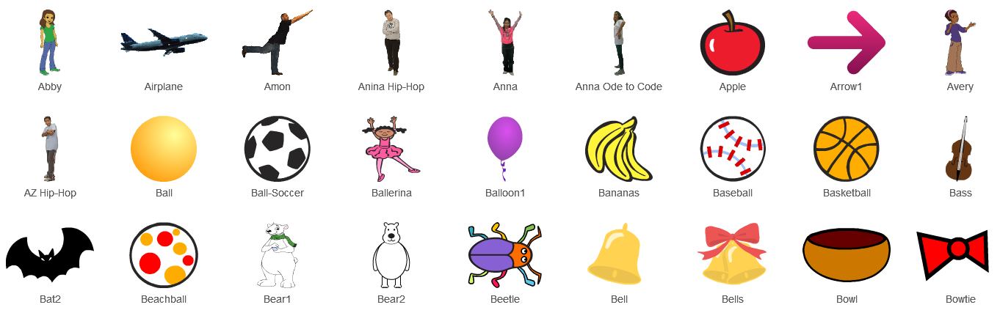 Abby
Airplane
Amon
Anina Hip-Hop
Anna
Anna Ode to Code
Apple
Arrow1
Avery
AZ Hip-Hop
Ball
Ball-Soccer
Ballerina
Balloon1
Bananas
Baseball
Basketball
Bass
Bat2
Beachball
Bear1
Bear2
Beetle
Bell
Bells
Bowl
Bowtie